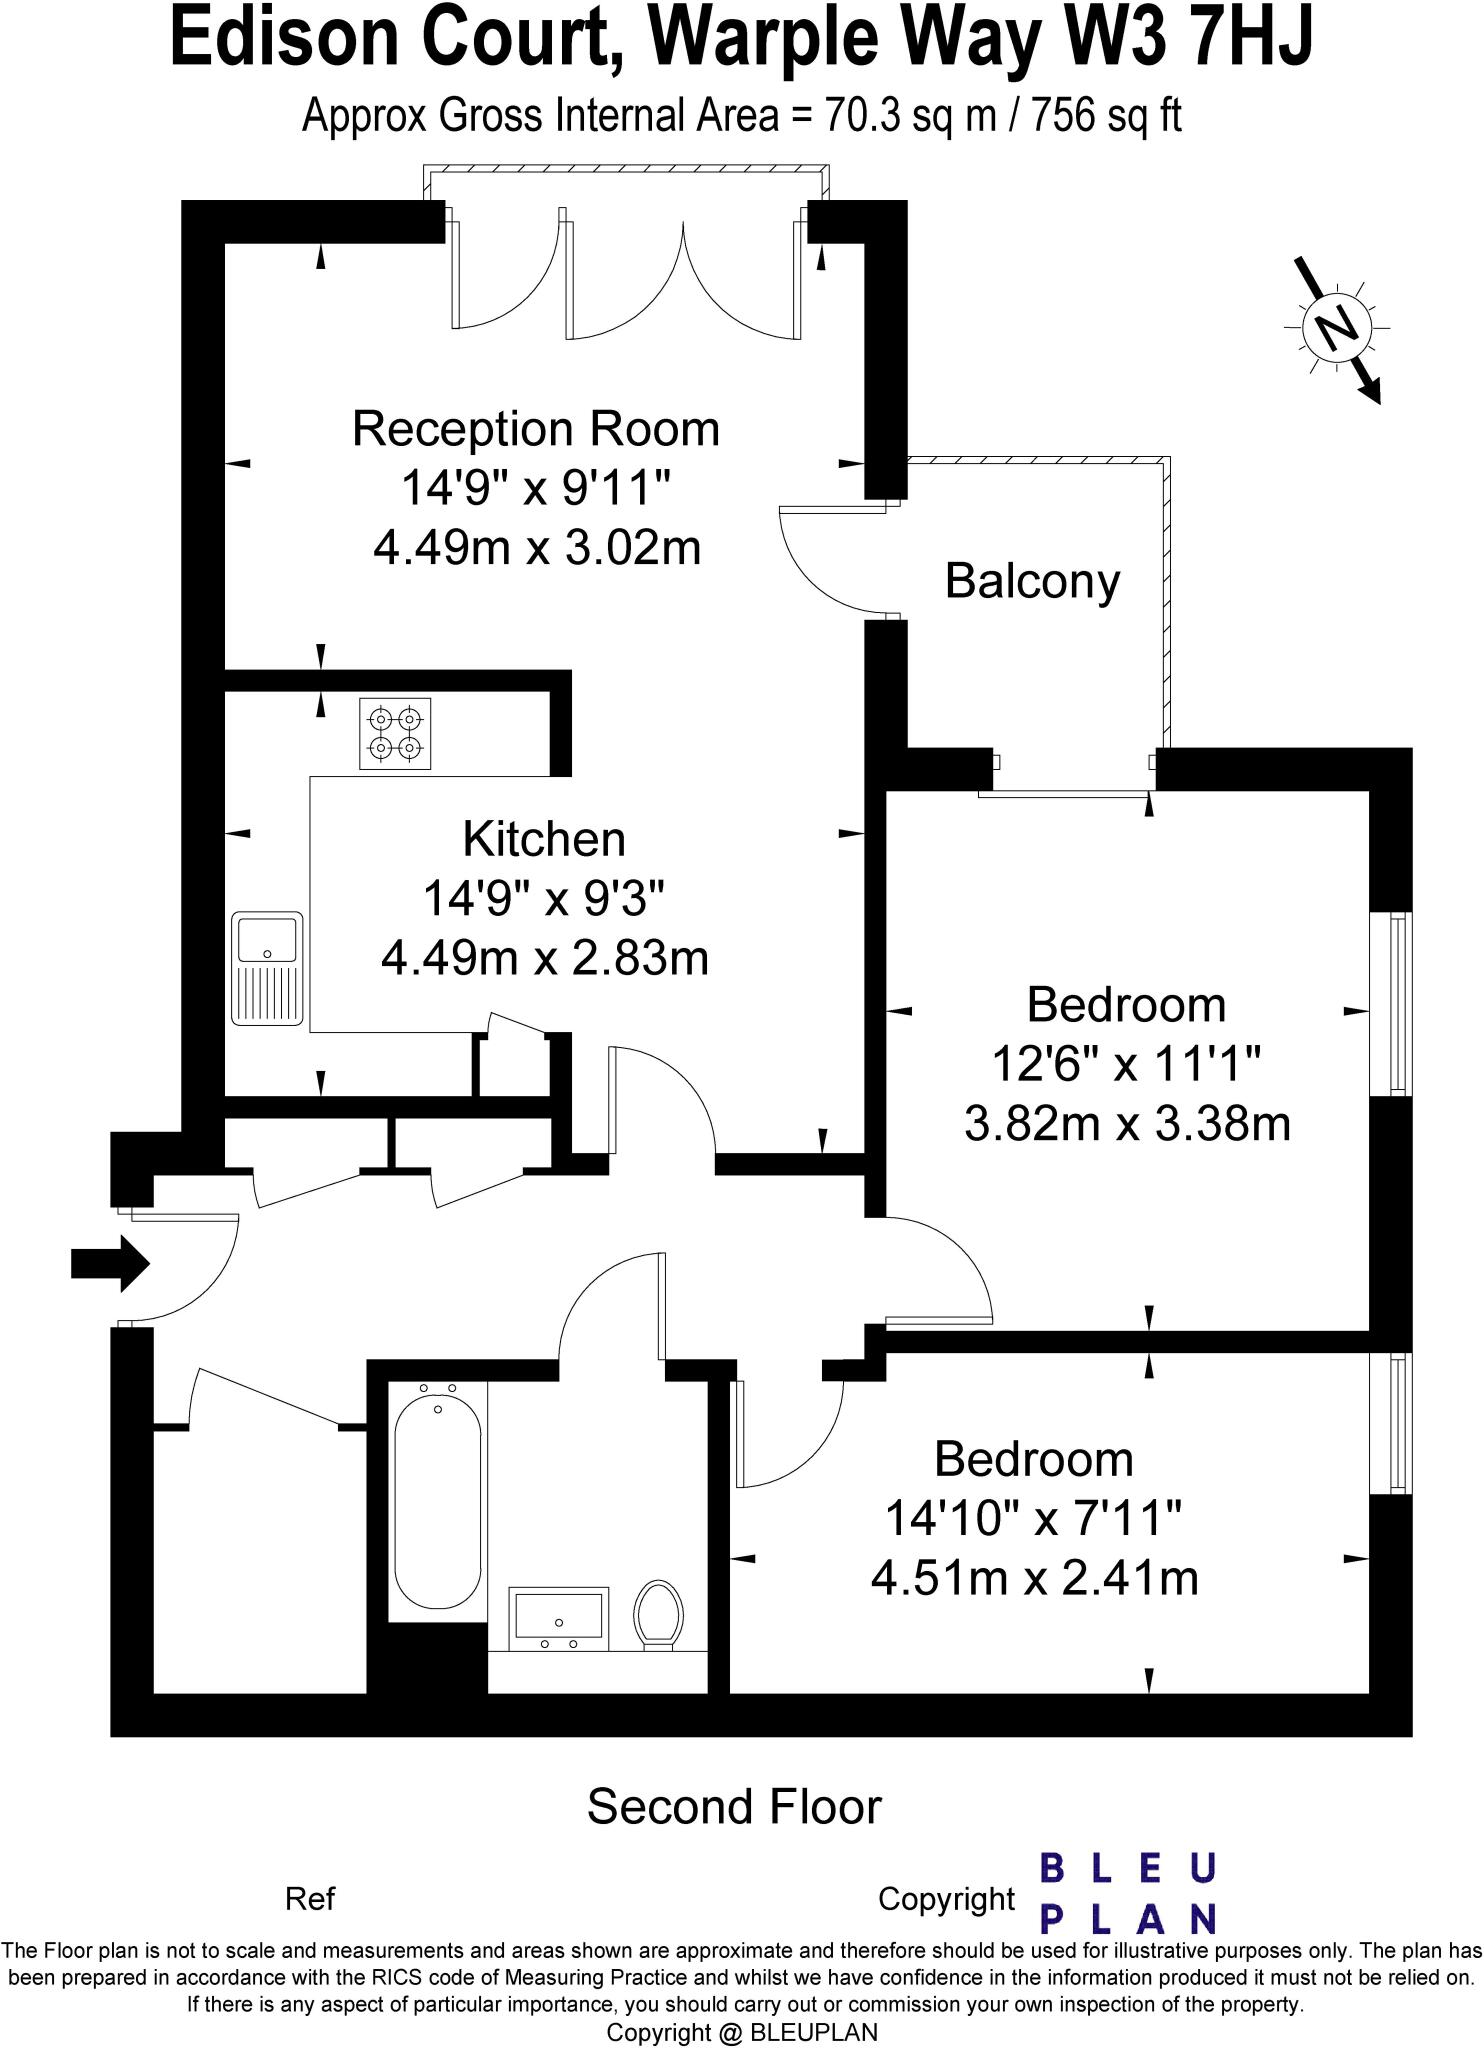 Edison Court, Warple Way W3 7HJ
Approx Gross Internal Area = 70.3 sq m / 756 sq ft
N
Reception Room
14'9" x 9'11"
4.49m x 3.02m
Balcony
Kitchen
14'9" x 9'3"
4.49m x 2.83m
Bedroom
12'6" x 11'1"
3.82m x 3.38m
Bedroom
14'10" x 7'11"
4.51m x 2.41m
Second Floor
Ref
Copyright
BLEU
PLAN
The Floor plan is not to scale and measurements and areas shown are approximate and therefore should be used for illustrative purposes only. The plan has
been prepared in accordance with the RICS code of Measuring Practice and whilst we have confidence in the information produced it must not be relied on.
If there is any aspect of particular importance, you should carry out or commission your own inspection of the property.
Copyright @ BLEUPLAN